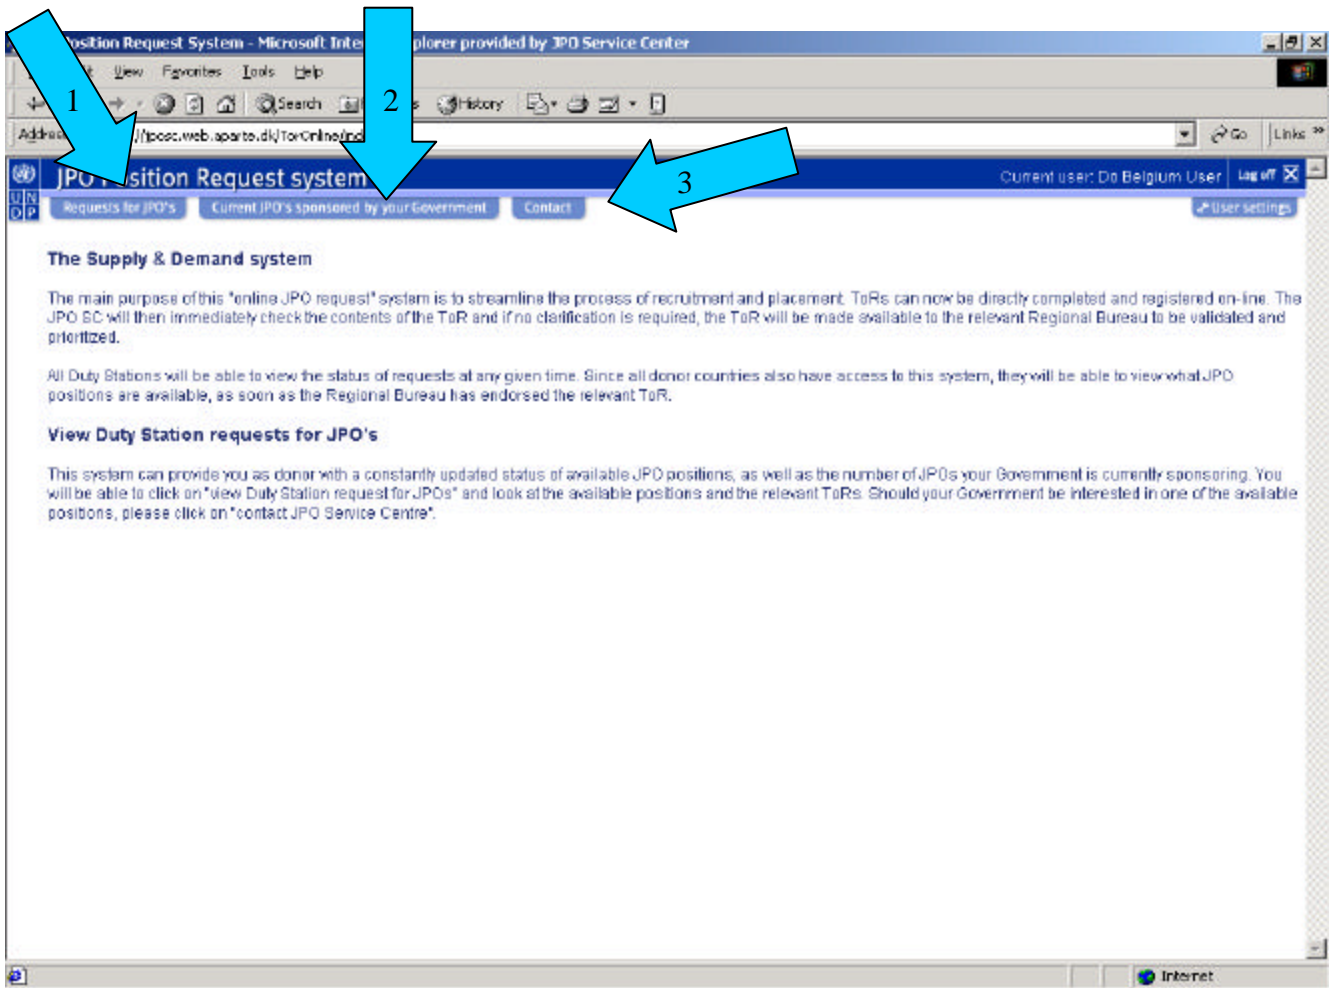 osition Request System - Microsoft Inte plorer provided by JPO Service Center
t View Favorites Tools Help
Search s History
Addres //jposc.web.aparte.dk/TorOnline/ind Go Links »
1
2
3
JPO Position Request system
Current user: Do Belgium User Log off
UN
DP
Requests for JPO's Current JPO's sponsored by your Government Contact User settings
The Supply & Demand system
The main purpose of this "online JPO request" system is to streamline the process of recruitment and placement. ToRs can now be directly completed and registered on-line. The
JPO SC will then immediately check the contents of the ToR and if no clarification is required, the ToR will be made available to the relevant Regional Bureau to be validated and
prioritized.
All Duty Stations will be able to view the status of requests at any given time. Since all donor countries also have access to this system, they will be able to view what JPO
positions are available, as soon as the Regional Bureau has endorsed the relevant ToR.
View Duty Station requests for JPO's
This system can provide you as donor with a constantly updated status of available JPO positions, as well as the number of JPOs your Government is currently sponsoring. You
will be able to click on "view Duty Station request for JPOs" and look at the available positions and the relevant ToRs. Should your Government be interested in one of the available
positions, please click on "contact JPO Service Centre".
Internet